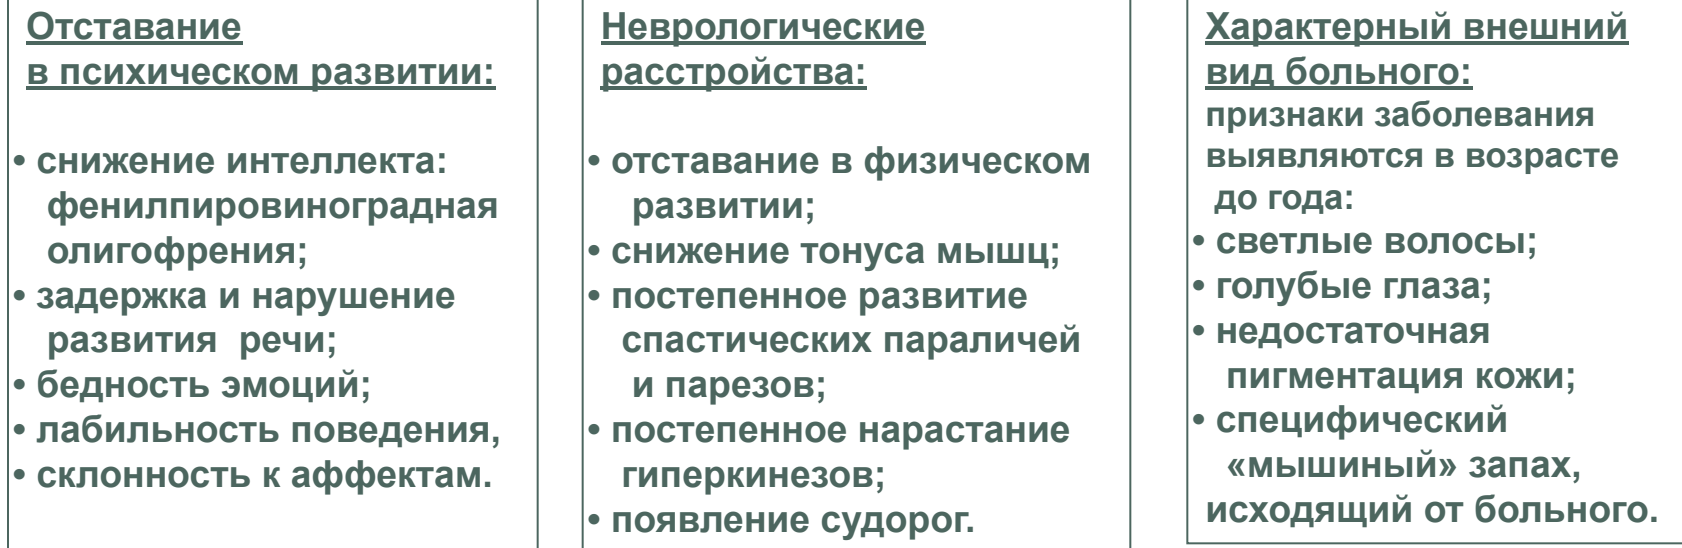 Отставание
в психическом развитии:
• снижение интеллекта:
фенилпировиноградная
олигофрения;
• задержка и нарушение
развития речи;
• бедность эмоций;
• лабильность поведения,
• склонность к аффектам.
Неврологические
расстройства:
• отставание в физическом
развитии;
• снижение тонуса мышц;
• постепенное развитие
спастических параличей
и парезов;
• постепенное нарастание
гиперкинезов;
• появление судорог.
Характерный внешний
вид больного:
признаки заболевания
выявляются в возрасте
до года:
• светлые волосы;
• голубые глаза;
• недостаточная
пигментация кожи;
• специфический
«мышиный» запах,
исходящий от больного.